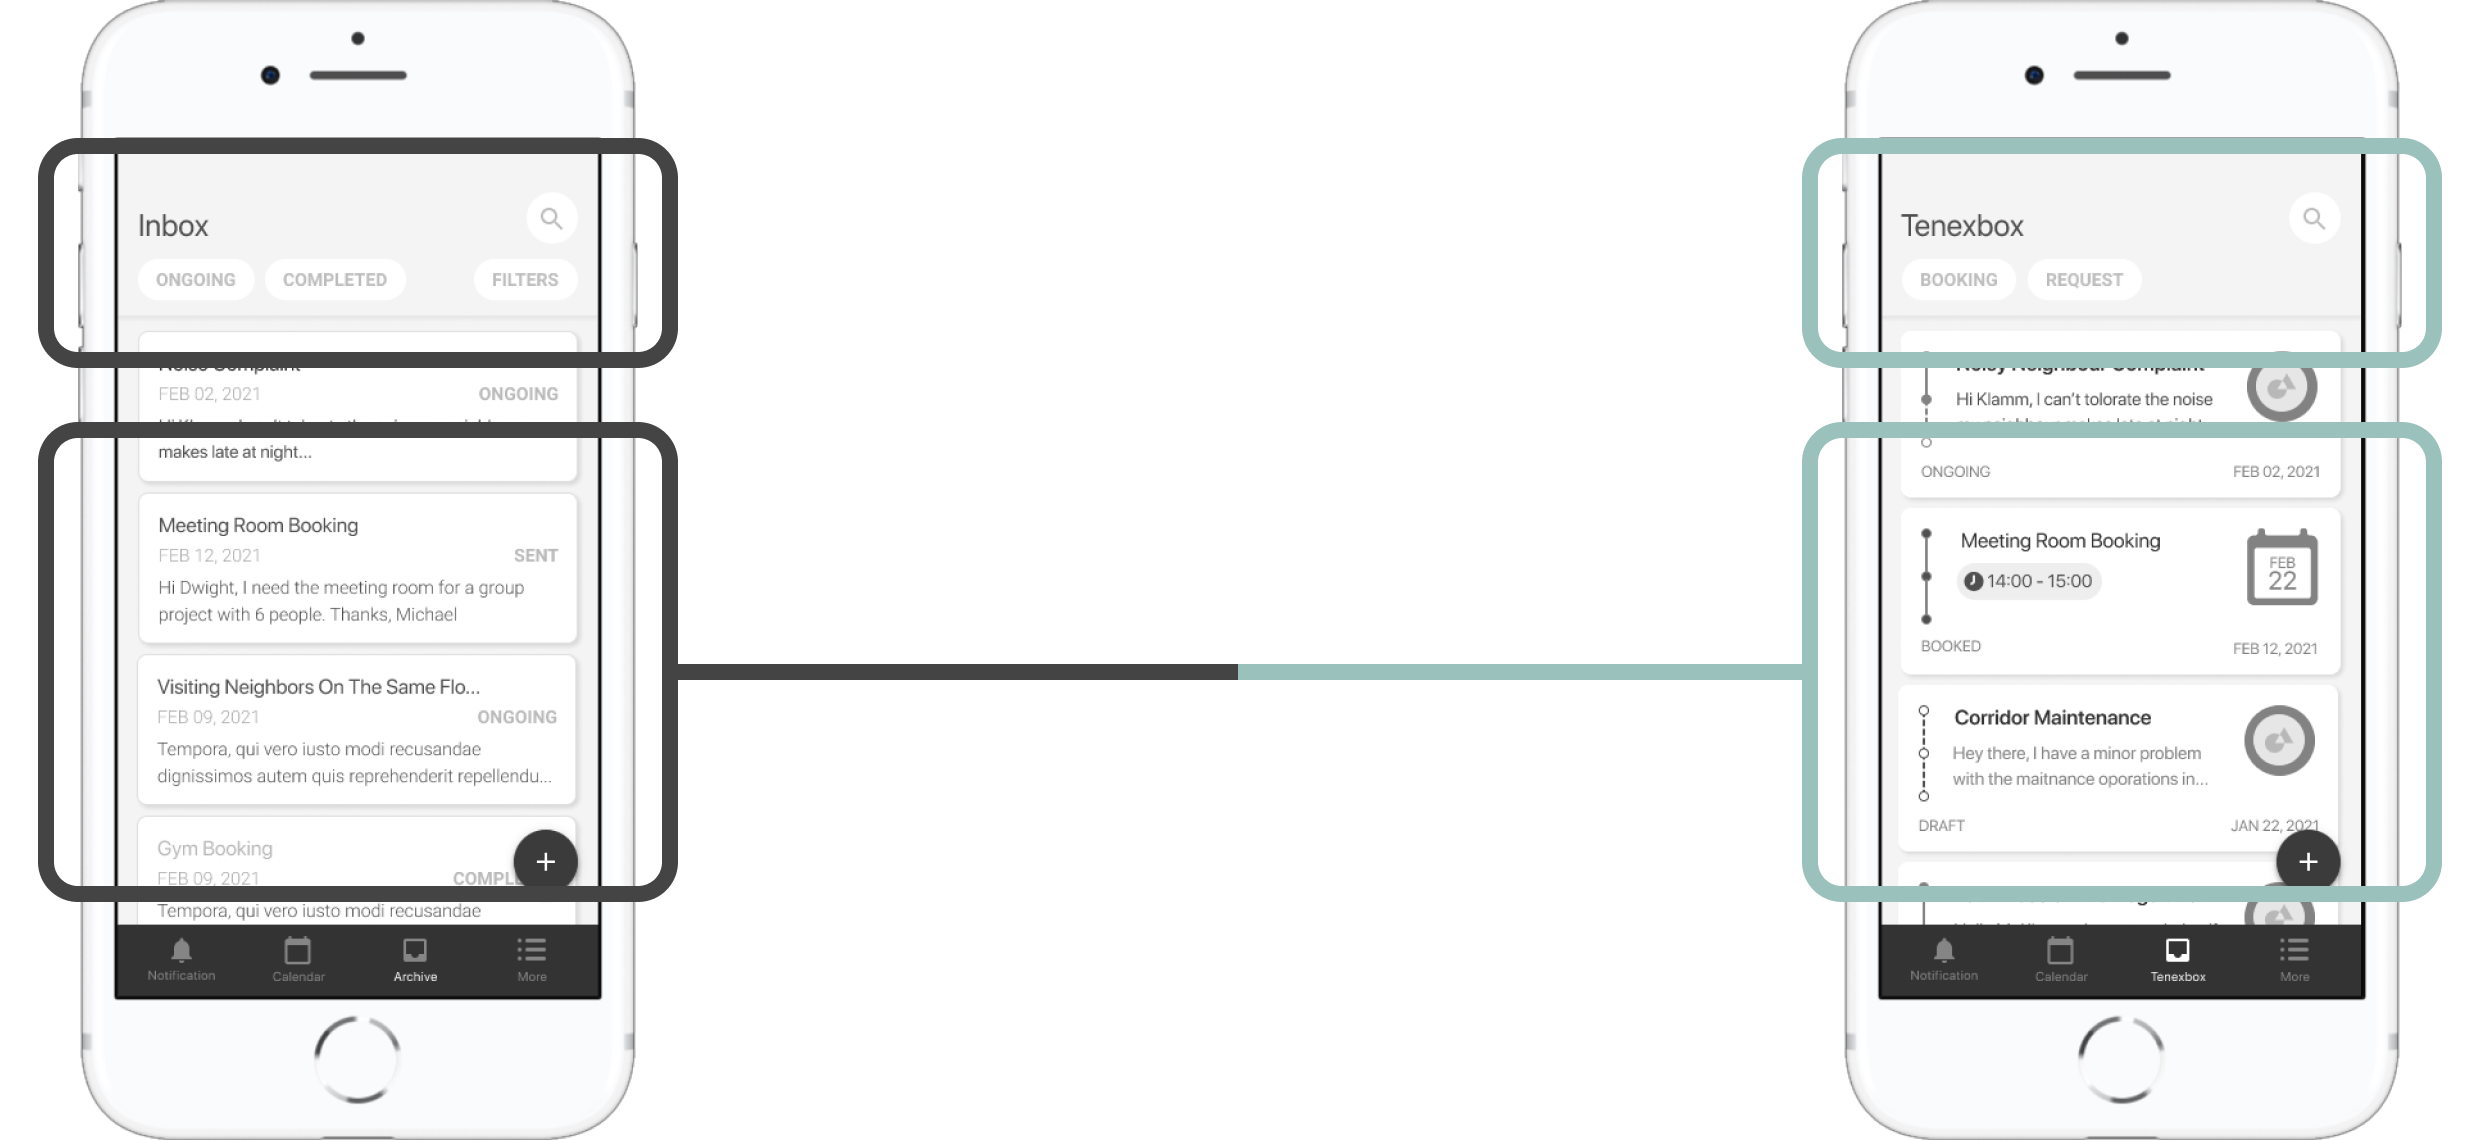 Inbox
ONGOING COMPLETED FILTERS
Noise Complaint
FEB 02, 2021 ONGOING
makes late at night...
Meeting Room Booking
FEB 12, 2021 SENT
Hi Dwight, I need the meeting room for a group
project with 6 people. Thanks, Michael
Visiting Neighbors On The Same Flo...
FEB 09, 2021 ONGOING
Tempora, qui vero iusto modi recusandae
dignissimos autem quis reprehenderit repellendu...
Gym Booking
FEB 09, 2021 COMPL
Tempora, qui vero iusto modi recusandae
Notification Calendar Archive More
Tenexbox
BOOKING REQUEST
Noisy Neighbour Complaint
Hi Klamm, I can't tolorate the noise
ONGOING FEB 02, 2021
Meeting Room Booking
14:00 - 15:00
FEB
22
BOOKED FEB 12, 2021
Corridor Maintenance
Hey there, I have a minor problem
with the maitnance oporations in...
DRAFT JAN 22, 2021
Notification Calendar Tenexbox More